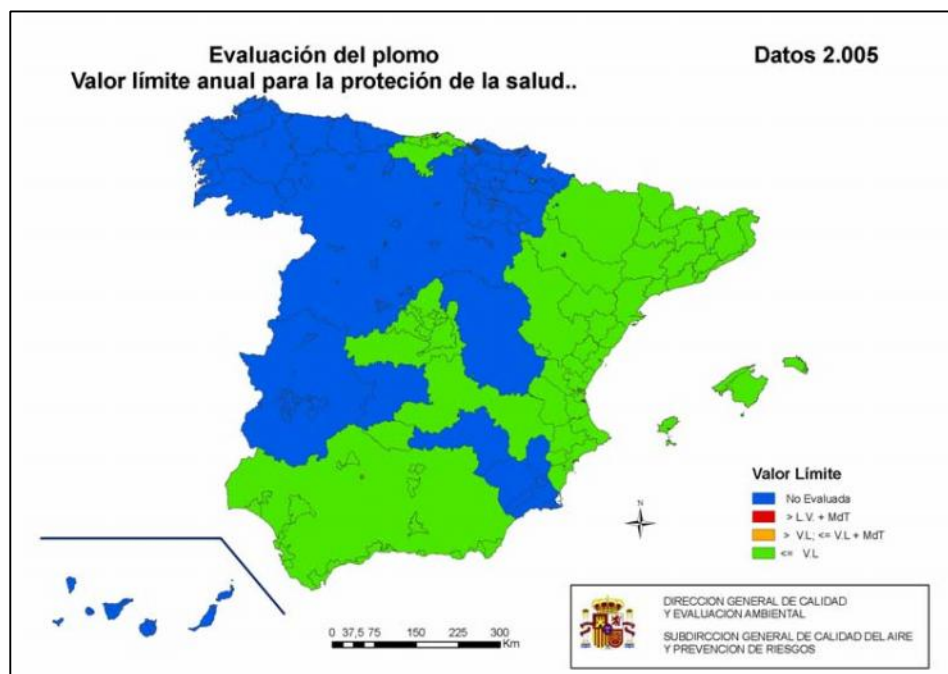 Evaluación del plomo
Valor límite anual para la proteción de la salud..
Datos 2.005
Valor Límite
No Evaluada
> L.V. + MdT
> V.L; <= V.L + MdT
<= V.L
N
0 37,5 75 150 225 300
Km
DIRECCION GENERAL DE CALIDAD
Y EVALUACION AMBIENTAL
SUBDIRCCION GENERAL DE CALIDAD DEL AIRE
Y PREVENCION DE RIESGOS